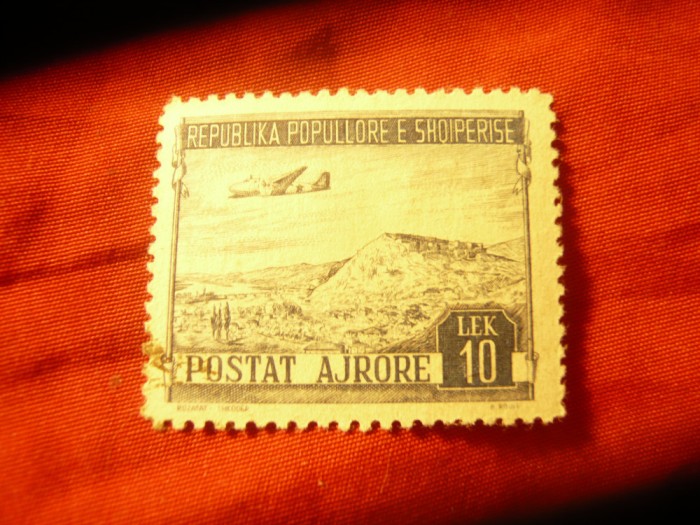 REPUBLIKA POPULLORE E SHQIPERISE
LEK
10
POSTAT AJRORE